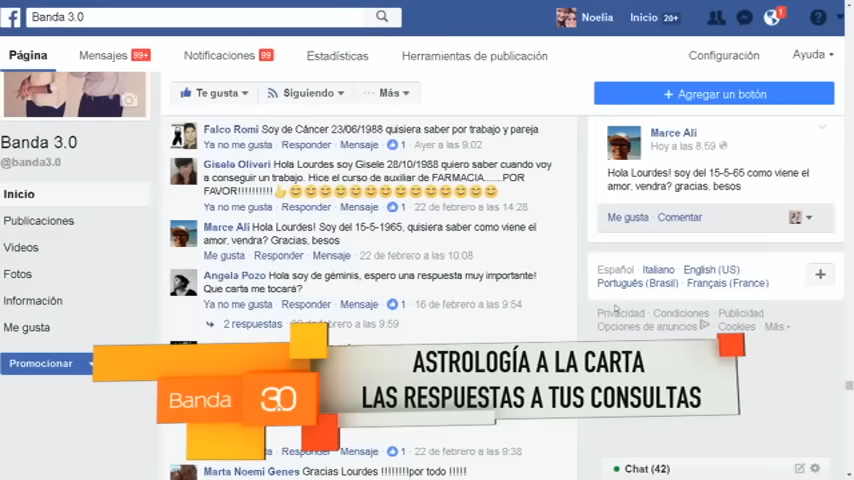 Banda 3.0
Noelia
Inicio 20+
1
Página
Mensajes 99+
Notificaciones 99
Estadísticas
Herramientas de publicación
Configuración
Ayuda
Te gusta
Siguiendo
Más
+ Agregar un botón
Banda 3.0
@banda3.0
Inicio
Publicaciones
Videos
Fotos
Información
Me gusta
Promocionar
Falco Romi Soy de Câncer 23/06/1988 quisiera saber por trabajo y pareja
Ya no me gusta · Responder · Mensaje · 1 · Ayer a las 9:02
Gisele Oliveri Hola Lourdes soy Gisele 28/10/1988 quiero saber cuando voy
a conseguir un trabajo. Hice el curso de auxiliar de FARMACIA......POR
FAVOR!!!!!!!!!!
Ya no me gusta · Responder · Mensaje · 1 · 22 de febrero a las 14:28
Marce Ali Hola Lourdes! Soy del 15-5-1965, quisiera saber como viene el
amor, vendra? Gracias, besos
Me gusta · Responder · Mensaje · 22 de febrero a las 10:08
Angela Pozo Hola soy de géminis, espero una respuesta muy importante!
Que carta me tocará?
Ya no me gusta · Responder · Mensaje · 1 · 16 de febrero a las 9:54
2 respuestas · de febrero a las 9:59
Marce Ali
Hoy a las 8:59
Hola Lourdes! soy del 15-5-65 como viene el
amor, vendra? gracias, besos
Me gusta · Comentar
Español · Italiano · English (US) ·
Português (Brasil) · Français (France)
+
Privacidad · Condiciones · Publicidad ·
Opciones de anuncios · Cookies · Más
Banda 3.0
ASTROLOGÍA A LA CARTA
LAS RESPUESTAS A TUS CONSULTAS
ta · Responder · Mensaje · 1 · 22 de febrero a las 9:38
Marta Noemi Genes Gracias Lourdes !!!!!!!!por todo !!!!!
Chat (42)